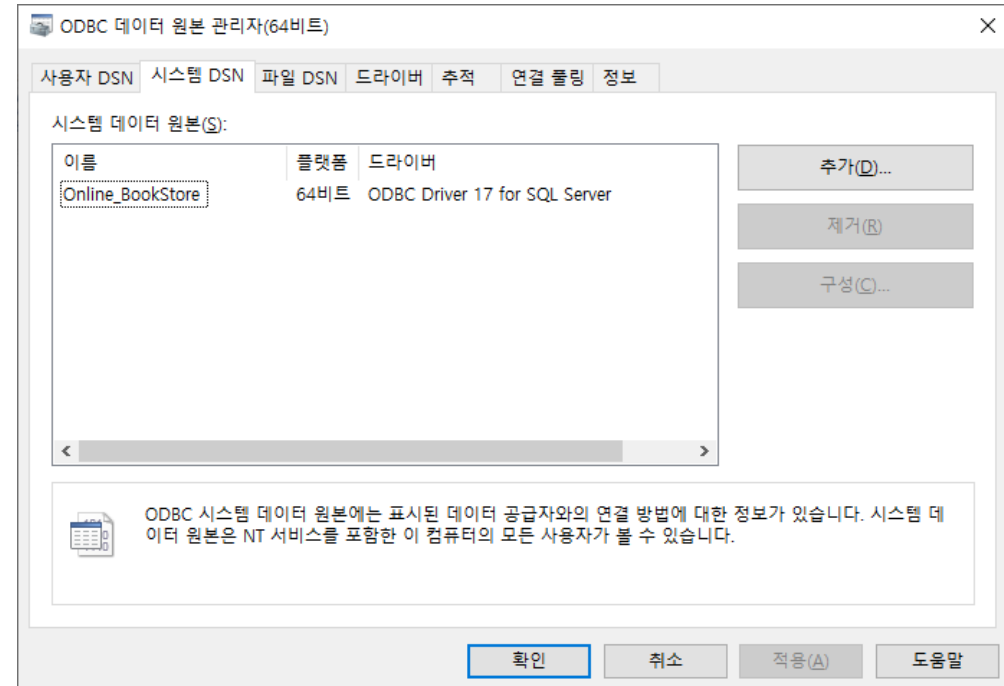 ODBC 데이터 원본 관리자(64비트)
사용자 DSN 시스템 DSN 파일 DSN 드라이버 추적 연결 풀링 정보
시스템 데이터 원본(S):
이름 플랫폼 드라이버
Online_BookStore 64비트 ODBC Driver 17 for SQL Server
추가(D)...
제거(R)
구성(C)...
ODBC 시스템 데이터 원본에는 표시된 데이터 공급자와의 연결 방법에 대한 정보가 있습니다. 시스템 데
이터 원본은 NT 서비스를 포함한 이 컴퓨터의 모든 사용자가 볼 수 있습니다.
확인 취소 적용(A) 도움말